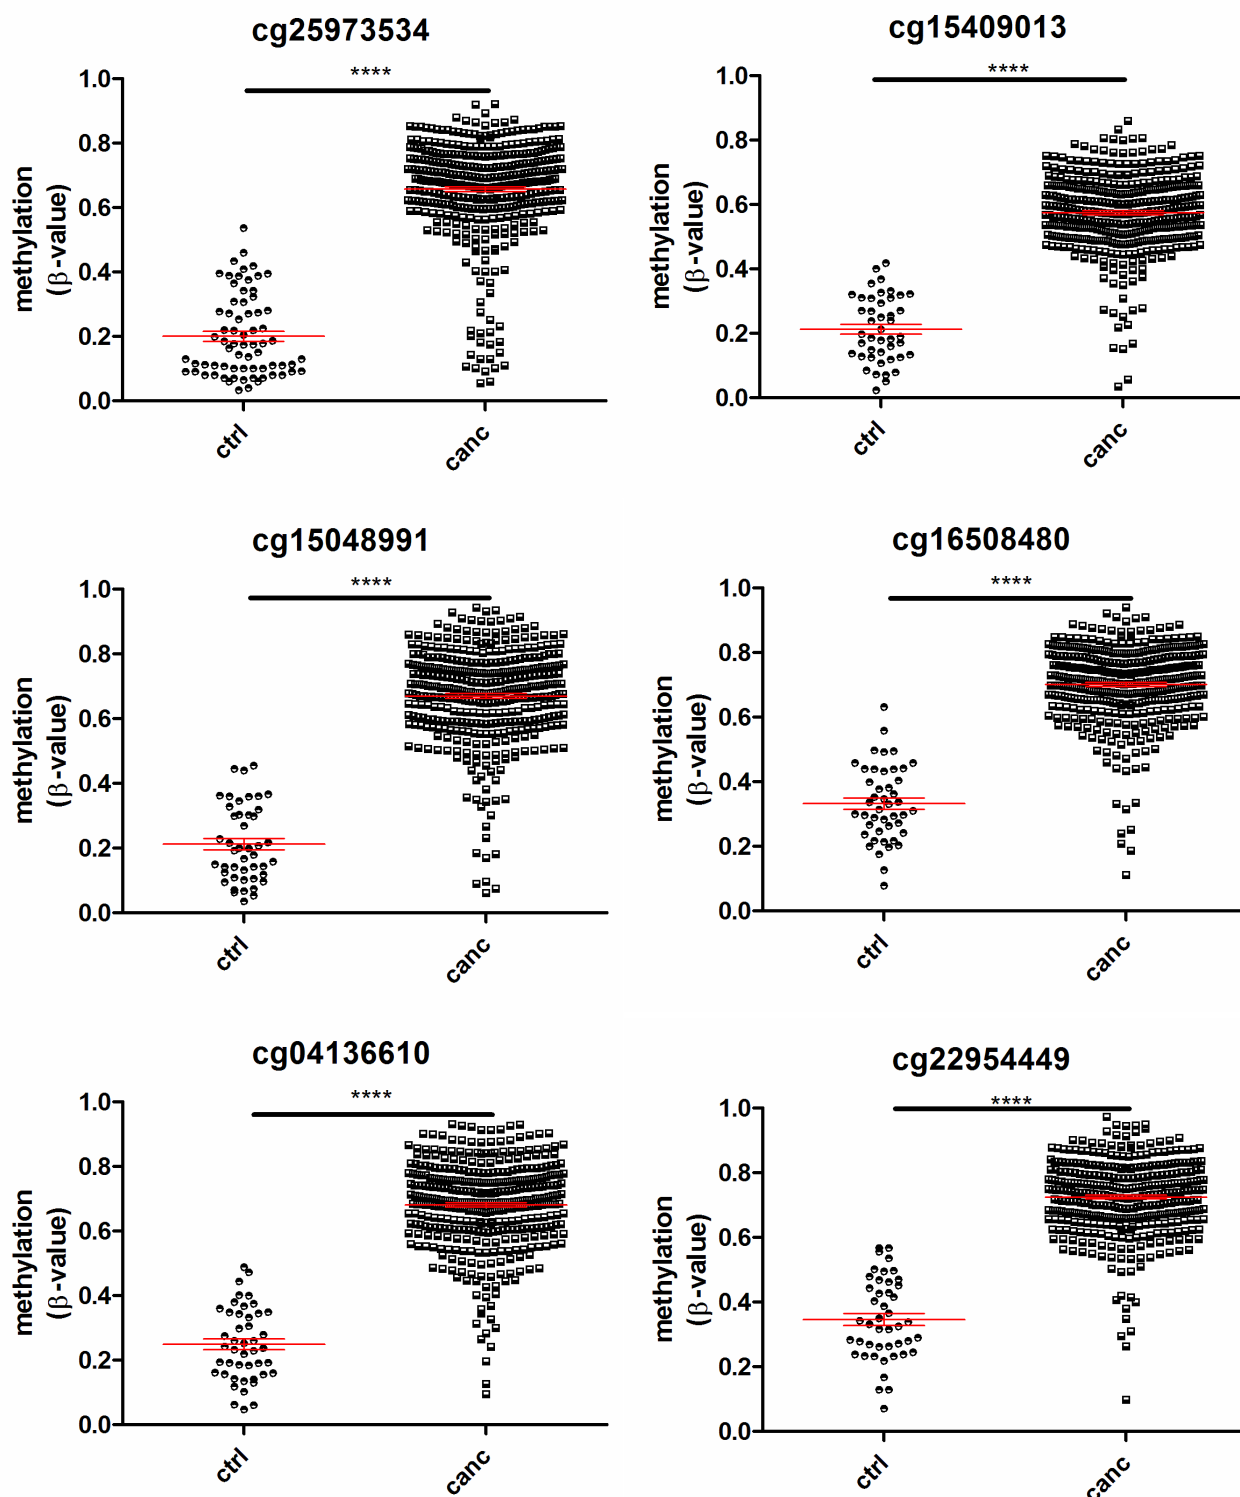 cg25973534
****
methylation
(β-value)
1.0
0.8
0.6
0.4
0.2
0.0
ctrl
canc
cg15409013
****
methylation
(β-value)
1.0
0.8
0.6
0.4
0.2
0.0
ctrl
canc
cg15048991
****
methylation
(β-value)
1.0
0.8
0.6
0.4
0.2
0.0
ctrl
canc
cg16508480
****
methylation
(β-value)
1.0
0.8
0.6
0.4
0.2
0.0
ctrl
canc
cg04136610
****
methylation
(β-value)
1.0
0.8
0.6
0.4
0.2
0.0
ctrl
canc
cg22954449
****
methylation
(β-value)
1.0
0.8
0.6
0.4
0.2
0.0
ctrl
canc